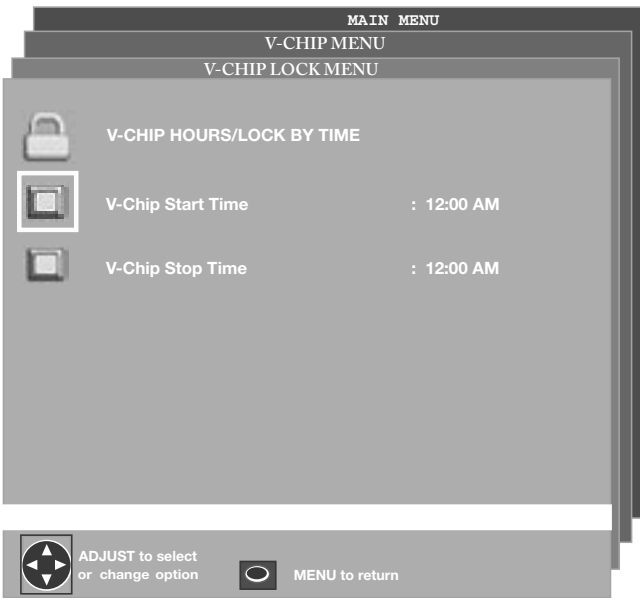 MAIN MENU
V-CHIP MENU
V-CHIP LOCK MENU
V-CHIP HOURS/LOCK BY TIME
V-Chip Start Time : 12:00 AM
V-Chip Stop Time : 12:00 AM
ADJUST to select
or change option
MENU to return